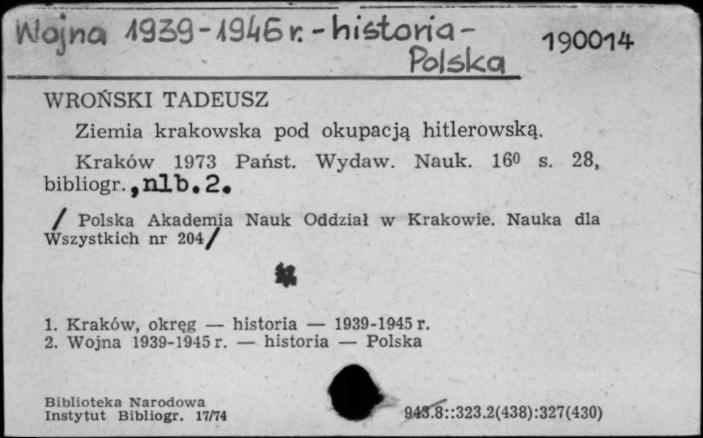 Wojna 1939-1945 r. - historia -
Polska
190014
WROŃSKI TADEUSZ
Ziemia krakowska pod okupacją hitlerowską.
Kraków 1973 Państ. Wydaw. Nauk. 16⁰ s. 28,
bibliogr., nlb. 2.
/ Polska Akademia Nauk Oddział w Krakowie. Nauka dla
Wszystkich nr 204/
1. Kraków, okręg — historia — 1939-1945 r.
2. Wojna 1939-1945 r. — historia — Polska
Biblioteka Narodowa
Instytut Bibliogr. 17/74
943.8::323.2(438):327(430)